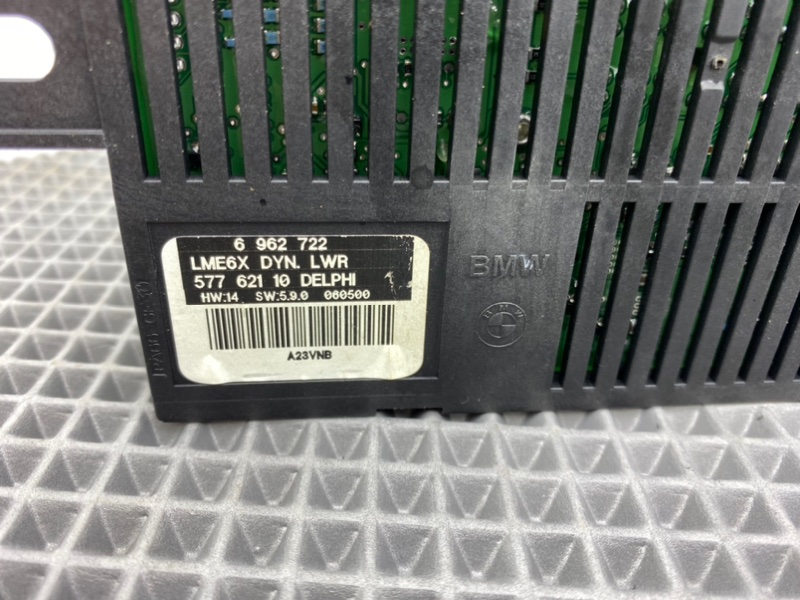 6 962 722
LME6X DYN. LWR
577 621 10 DELPHI
HW:14 SW:5.9.0 060500
A23VNB
BMW
BMW